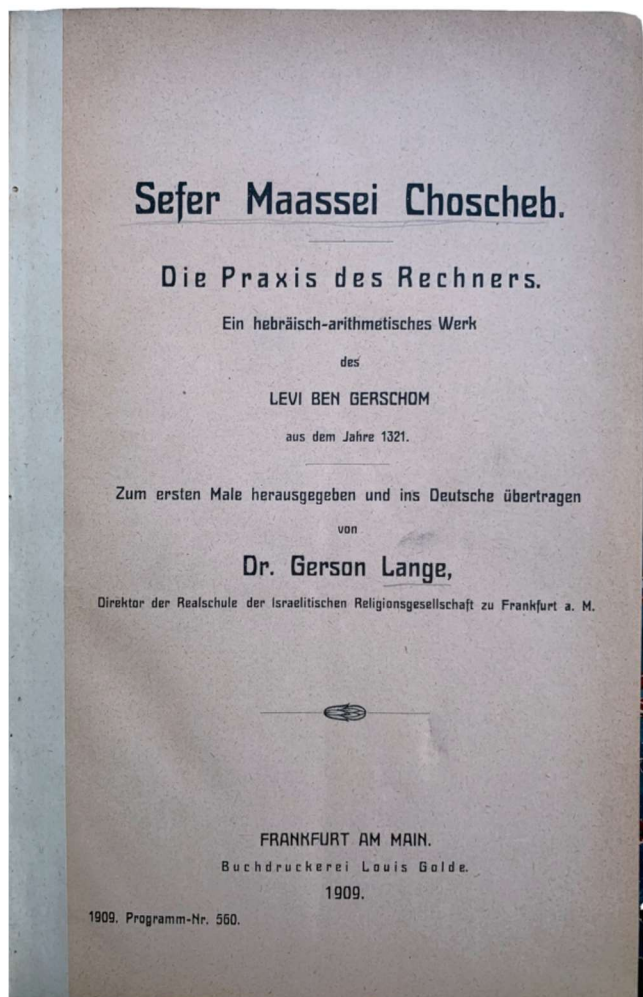 Sefer Maassei Choscheb.
Die Praxis des Rechners.
Ein hebräisch-arithmetisches Werk
des
LEVI BEN GERSCHOM
aus dem Jahre 1321.
Zum ersten Male herausgegeben und ins Deutsche übertragen
von
Dr. Gerson Lange,
Direktor der Realschule der Israelitischen Religionsgesellschaft zu Frankfurt a. M.
FRANKFURT AM MAIN.
Buchdruckerei Louis Golde.
1909.
1909. Programm-Nr. 560.